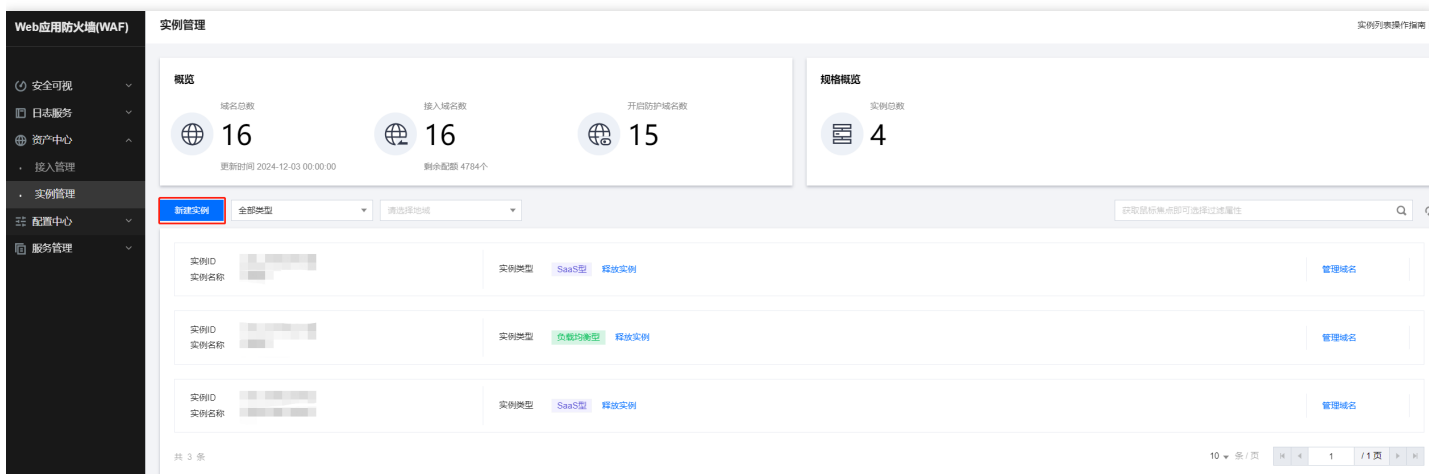 Web应用防火墙(WAF)
安全可视
日志服务
资产中心
接入管理
实例管理
配置中心
服务管理
实例管理
实例列表操作指南
概览
域名总数
16
更新时间 2024-12-03 00:00:00
接入域名数
16
剩余配额 4784个
开启防护域名数
15
规格概览
实例总数
4
新建实例
全部类型
请选择地域
获取鼠标焦点即可选择过滤属性
实例ID
实例名称
实例类型 SaaS型 释放实例
管理域名
实例ID
实例名称
实例类型 负载均衡型 释放实例
管理域名
实例ID
实例名称
实例类型 SaaS型 释放实例
管理域名
共 3 条
10 条 / 页 1 / 1 页